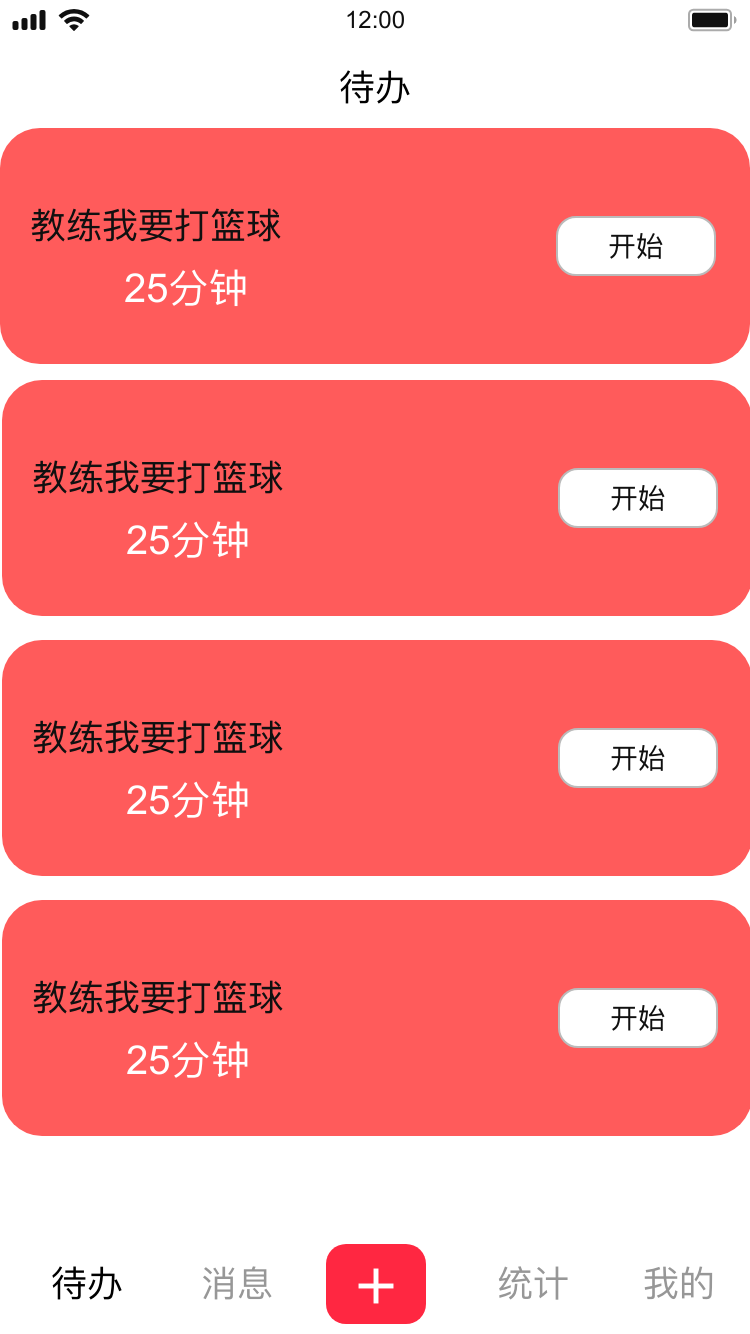 12:00
待办
教练我要打篮球
开始
25分钟
教练我要打篮球
开始
25分钟
教练我要打篮球
开始
25分钟
教练我要打篮球
开始
25分钟
待办
消息
+
统计
我的